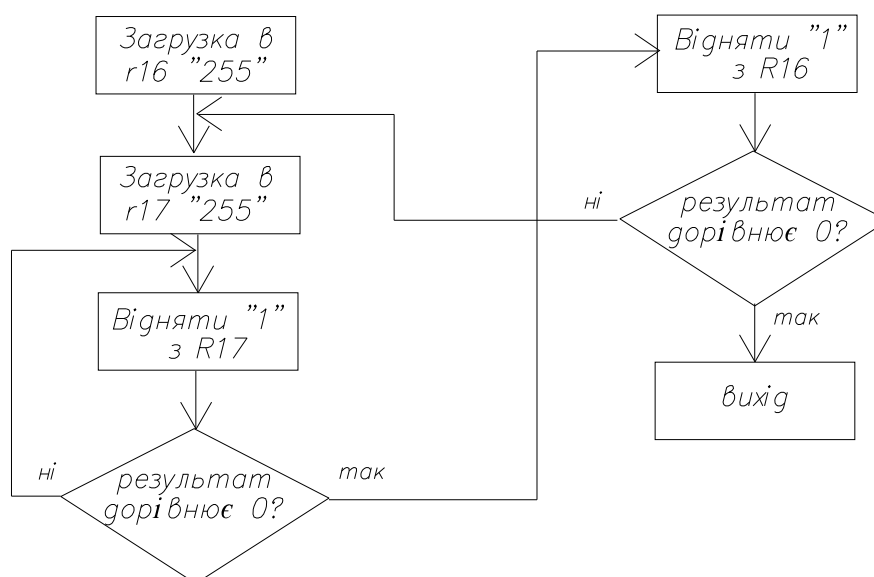 Загрузка в
r16 "255"
Загрузка в
r17 "255"
Відняти "1"
з R17
ні
результат
дорівнює 0?
так
Відняти "1"
з R16
ні
результат
дорівнює 0?
так
вихід